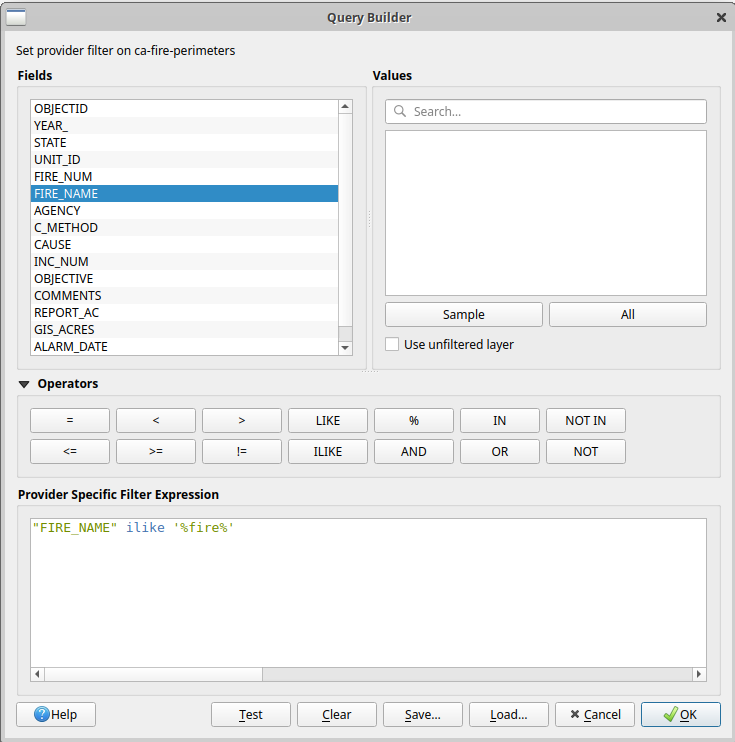 Query Builder
Set provider filter on ca-fire-perimeters
Fields
Values
OBJECTID
YEAR_
STATE
UNIT_ID
FIRE_NUM
FIRE_NAME
AGENCY
C_METHOD
CAUSE
INC_NUM
OBJECTIVE
COMMENTS
REPORT_AC
GIS_ACRES
ALARM_DATE
Search...
Sample All
Use unfiltered layer
Operators
= < > LIKE % IN NOT IN
<= >= != ILIKE AND OR NOT
Provider Specific Filter Expression
"FIRE_NAME" ilike '%fire%'
Help Test Clear Save... Load... Cancel OK